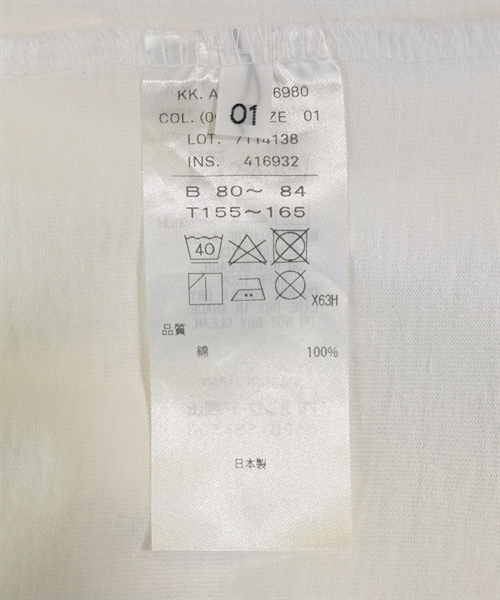 KK. A 6980
COL. (0 ZE 01
01
LOT. 7114138
INS. 416932
B 80～ 84
T155～165
40
X63H
品質
綿 100%
日本製